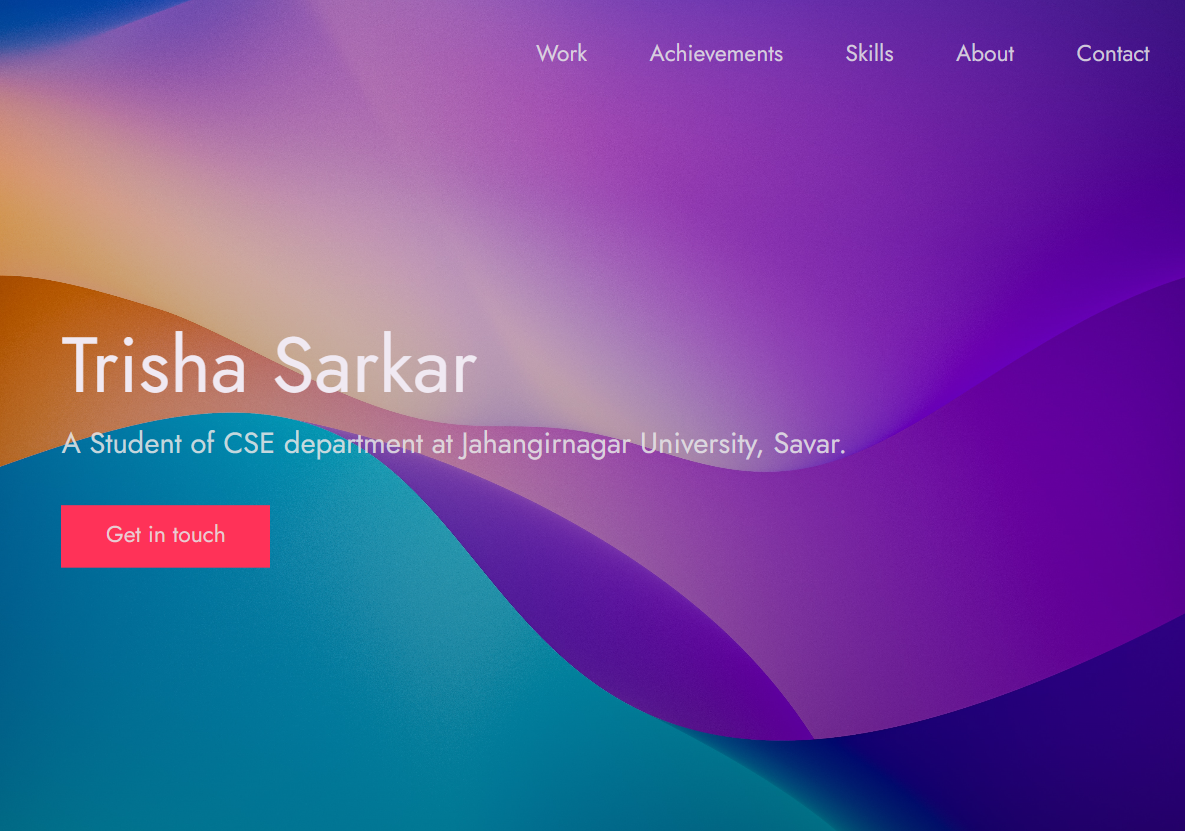 Work Achievements Skills About Contact
Trisha Sarkar
A Student of CSE department at Jahangirnagar University, Savar.
Get in touch